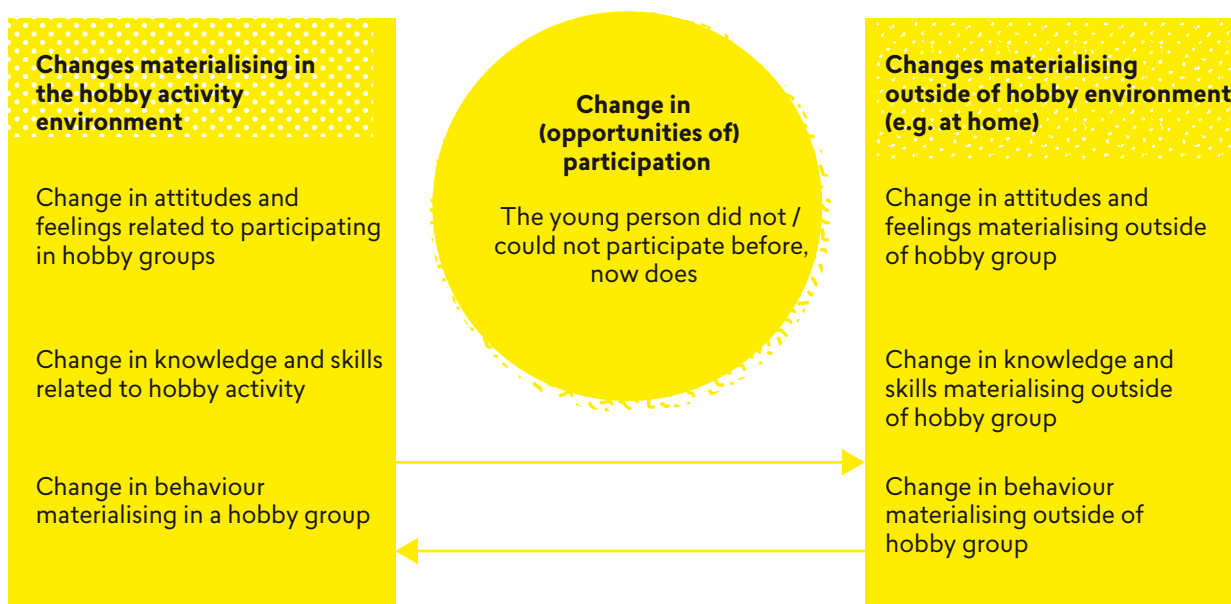 Changes materialising in
the hobby activity
environment
Change in attitudes and
feelings related to participating
in hobby groups
Change in knowledge and skills
related to hobby activity
Change in behaviour
materialising in a hobby group
Change in
(opportunities of)
participation
The young person did not /
could not participate before,
now does
Changes materialising
outside of hobby environment
(e.g. at home)
Change in attitudes and
feelings materialising outside
of hobby group
Change in knowledge and
skills materialising outside
of hobby group
Change in behaviour
materialising outside of
hobby group